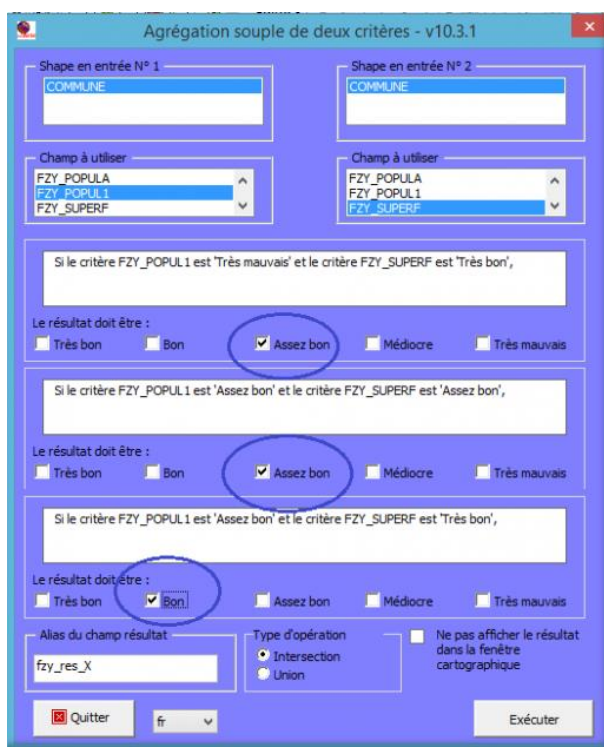 Agrégation souple de deux critères - v10.3.1
Shape en entrée N° 1
COMMUNE
Shape en entrée N° 2
COMMUNE
Champ à utiliser
FZY_POPULA
FZY_POPUL1
FZY_SUPERF
Champ à utiliser
FZY_POPULA
FZY_POPUL1
FZY_SUPERF
Si le critère FZY_POPUL1 est 'Très mauvais' et le critère FZY_SUPERF est 'Très bon',
Le résultat doit être :
Très bon Bon Assez bon Médiocre Très mauvais
Si le critère FZY_POPUL1 est 'Assez bon' et le critère FZY_SUPERF est 'Assez bon',
Le résultat doit être :
Très bon Bon Assez bon Médiocre Très mauvais
Si le critère FZY_POPUL1 est 'Assez bon' et le critère FZY_SUPERF est 'Très bon',
Le résultat doit être :
Très bon Bon Assez bon Médiocre Très mauvais
Alias du champ résultat
fzy_res_X
Type d'opération
Intersection
Union
Ne pas afficher le résultat
dans la fenêtre
cartographique
Quitter
fr
Exécuter